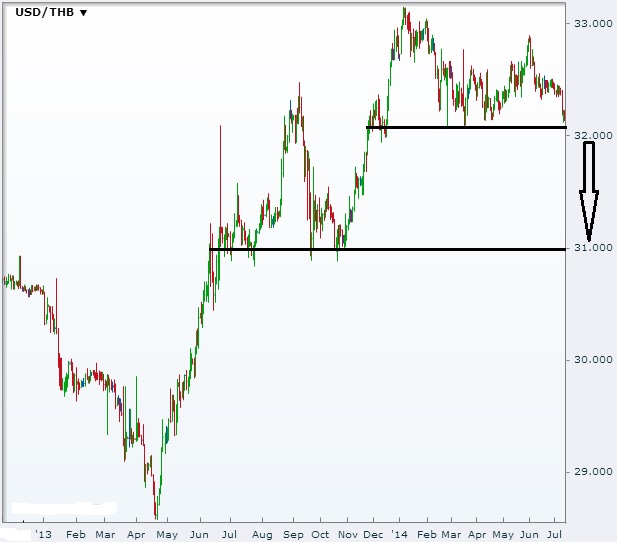 USD/THB ▼
33.000
32.000
31.000
30.000
29.000
'13 Feb Mar Apr May Jun Jul Aug Sep Oct Nov Dec '14 Feb Mar Apr May Jun Jul